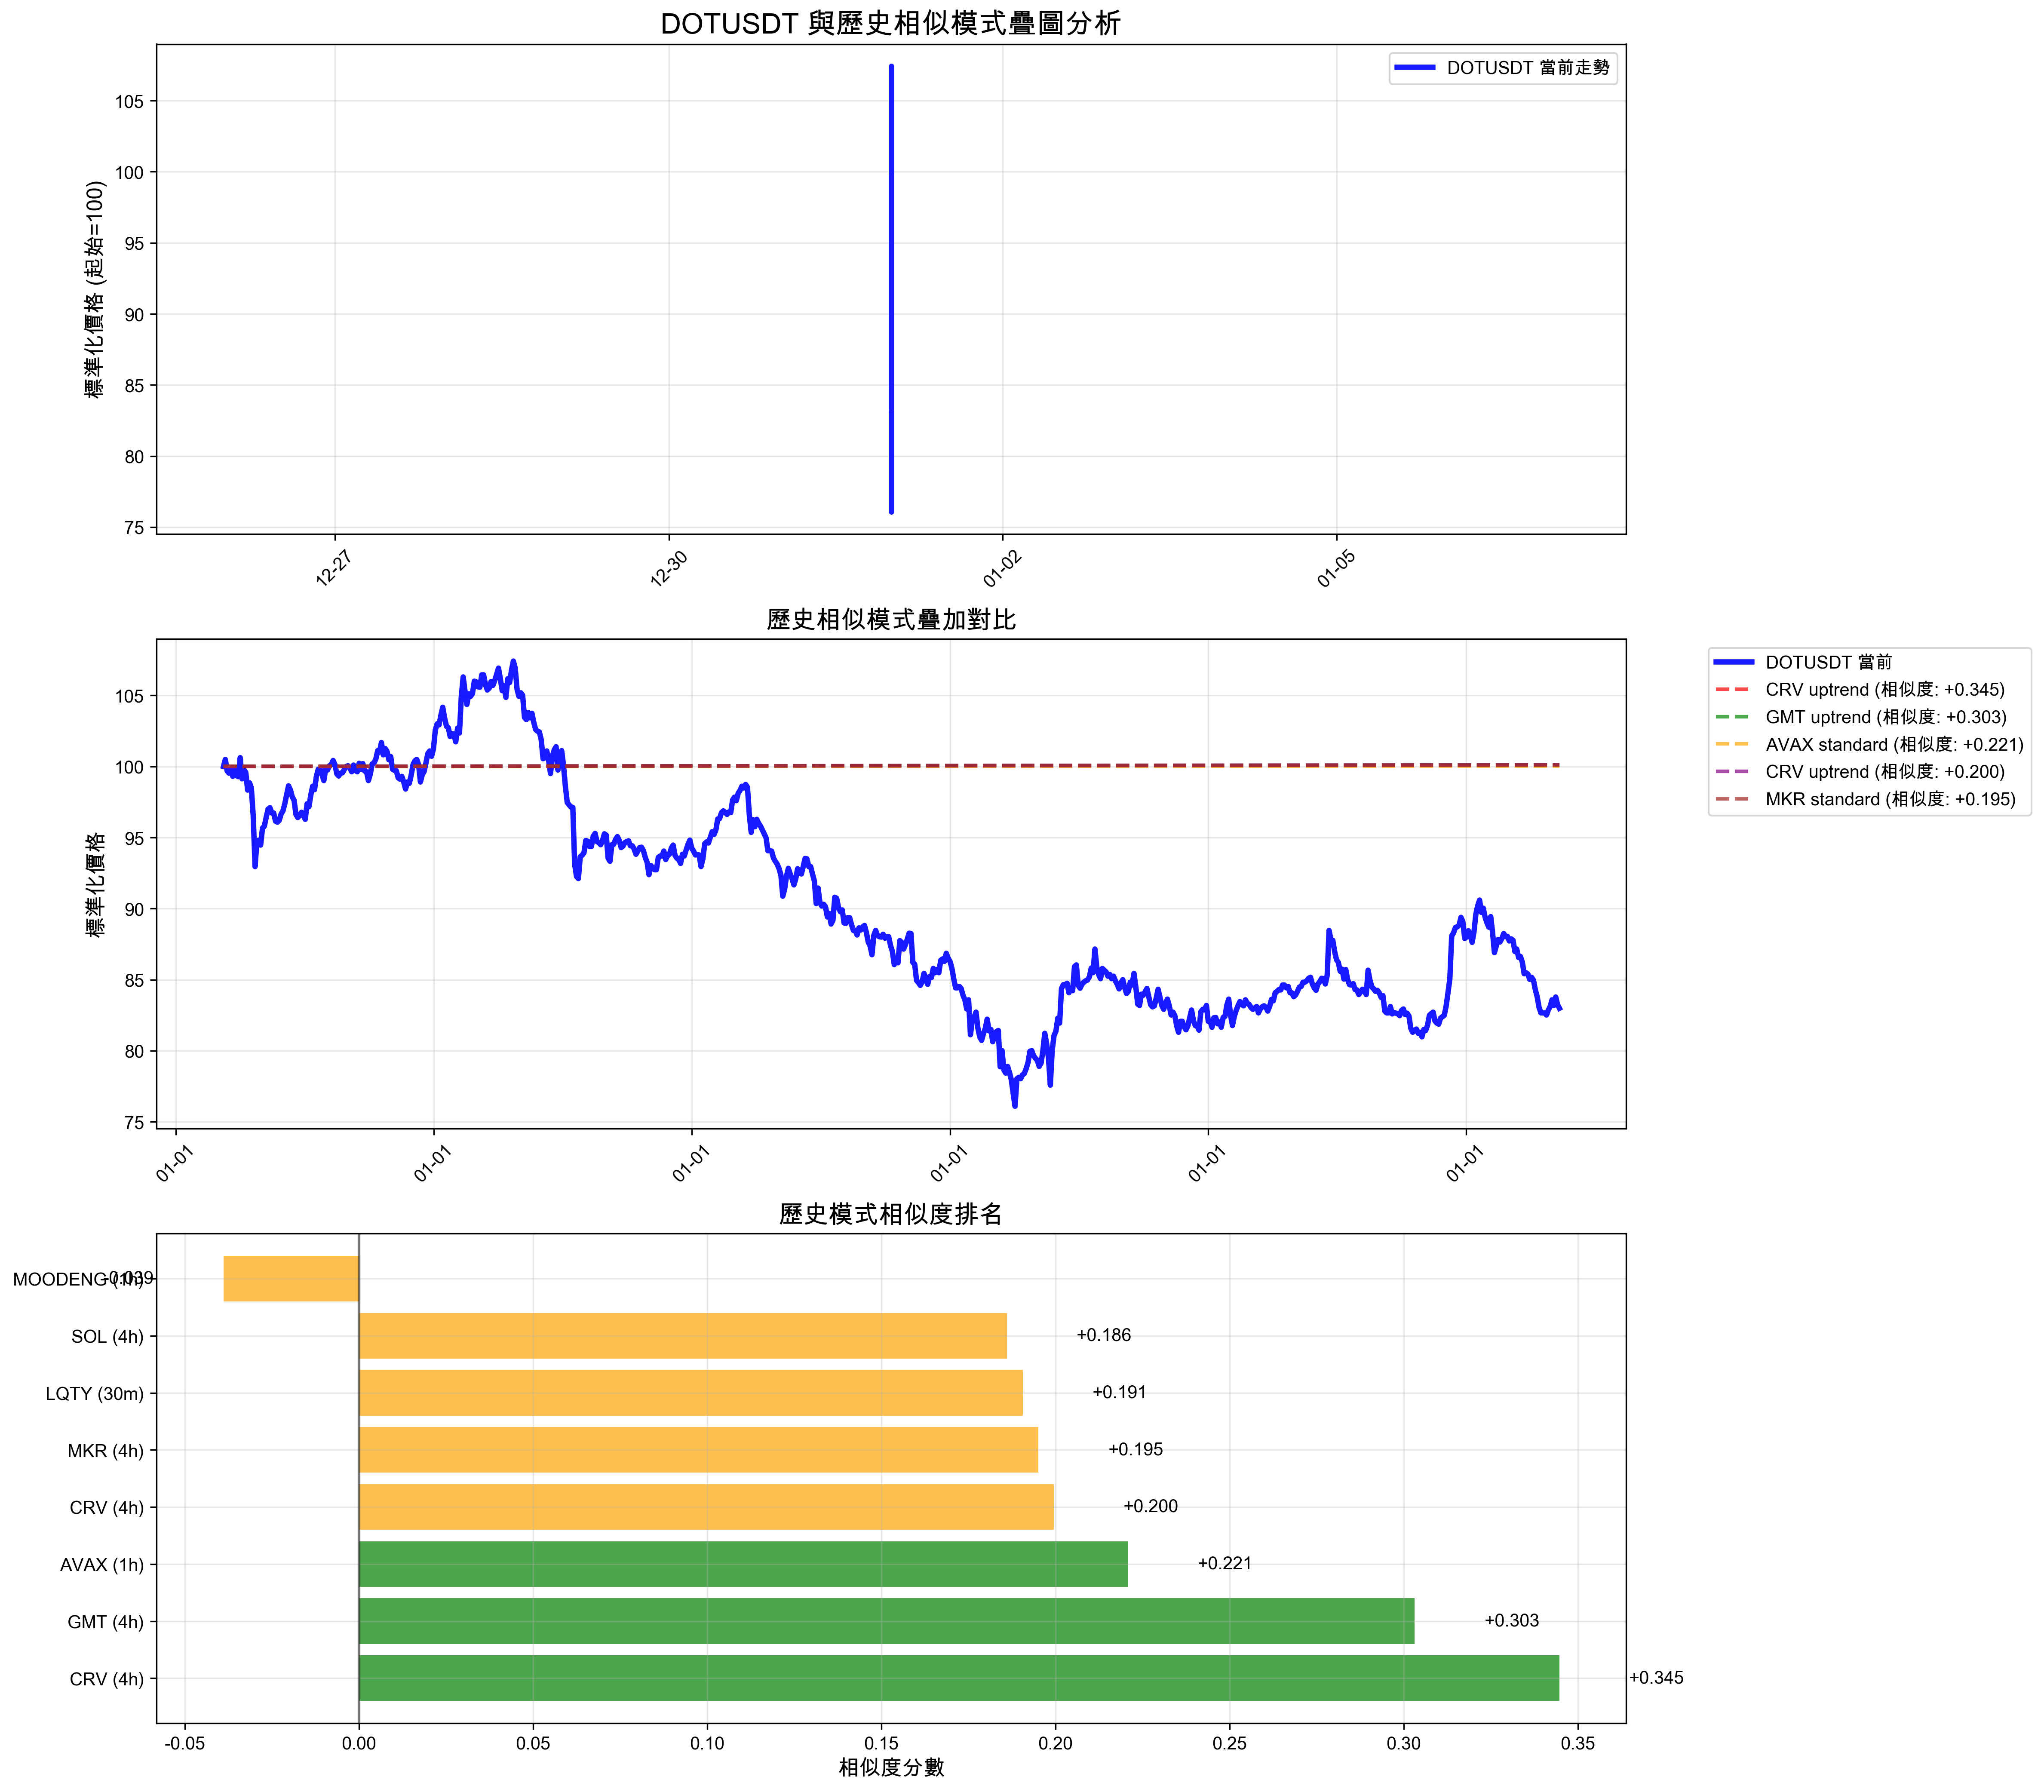 DOTUSDT 與歷史相似模式疊圖分析
DOTUSDT 當前走勢
標準化價格 (起始=100)
105
100
95
90
85
80
75
12-27
12-30
01-02
01-05
歷史相似模式疊加對比
DOTUSDT 當前
CRV uptrend (相似度: +0.345)
GMT uptrend (相似度: +0.303)
AVAX standard (相似度: +0.221)
CRV uptrend (相似度: +0.200)
MKR standard (相似度: +0.195)
標準化價格
105
100
95
90
85
80
75
01-01
01-01
01-01
01-01
01-01
01-01
歷史模式相似度排名
MOODENG (1h)
-0.039
SOL (4h)
+0.186
LQTY (30m)
+0.191
MKR (4h)
+0.195
CRV (4h)
+0.200
AVAX (1h)
+0.221
GMT (4h)
+0.303
CRV (4h)
+0.345
-0.05
0.00
0.05
0.10
0.15
0.20
0.25
0.30
0.35
相似度分數